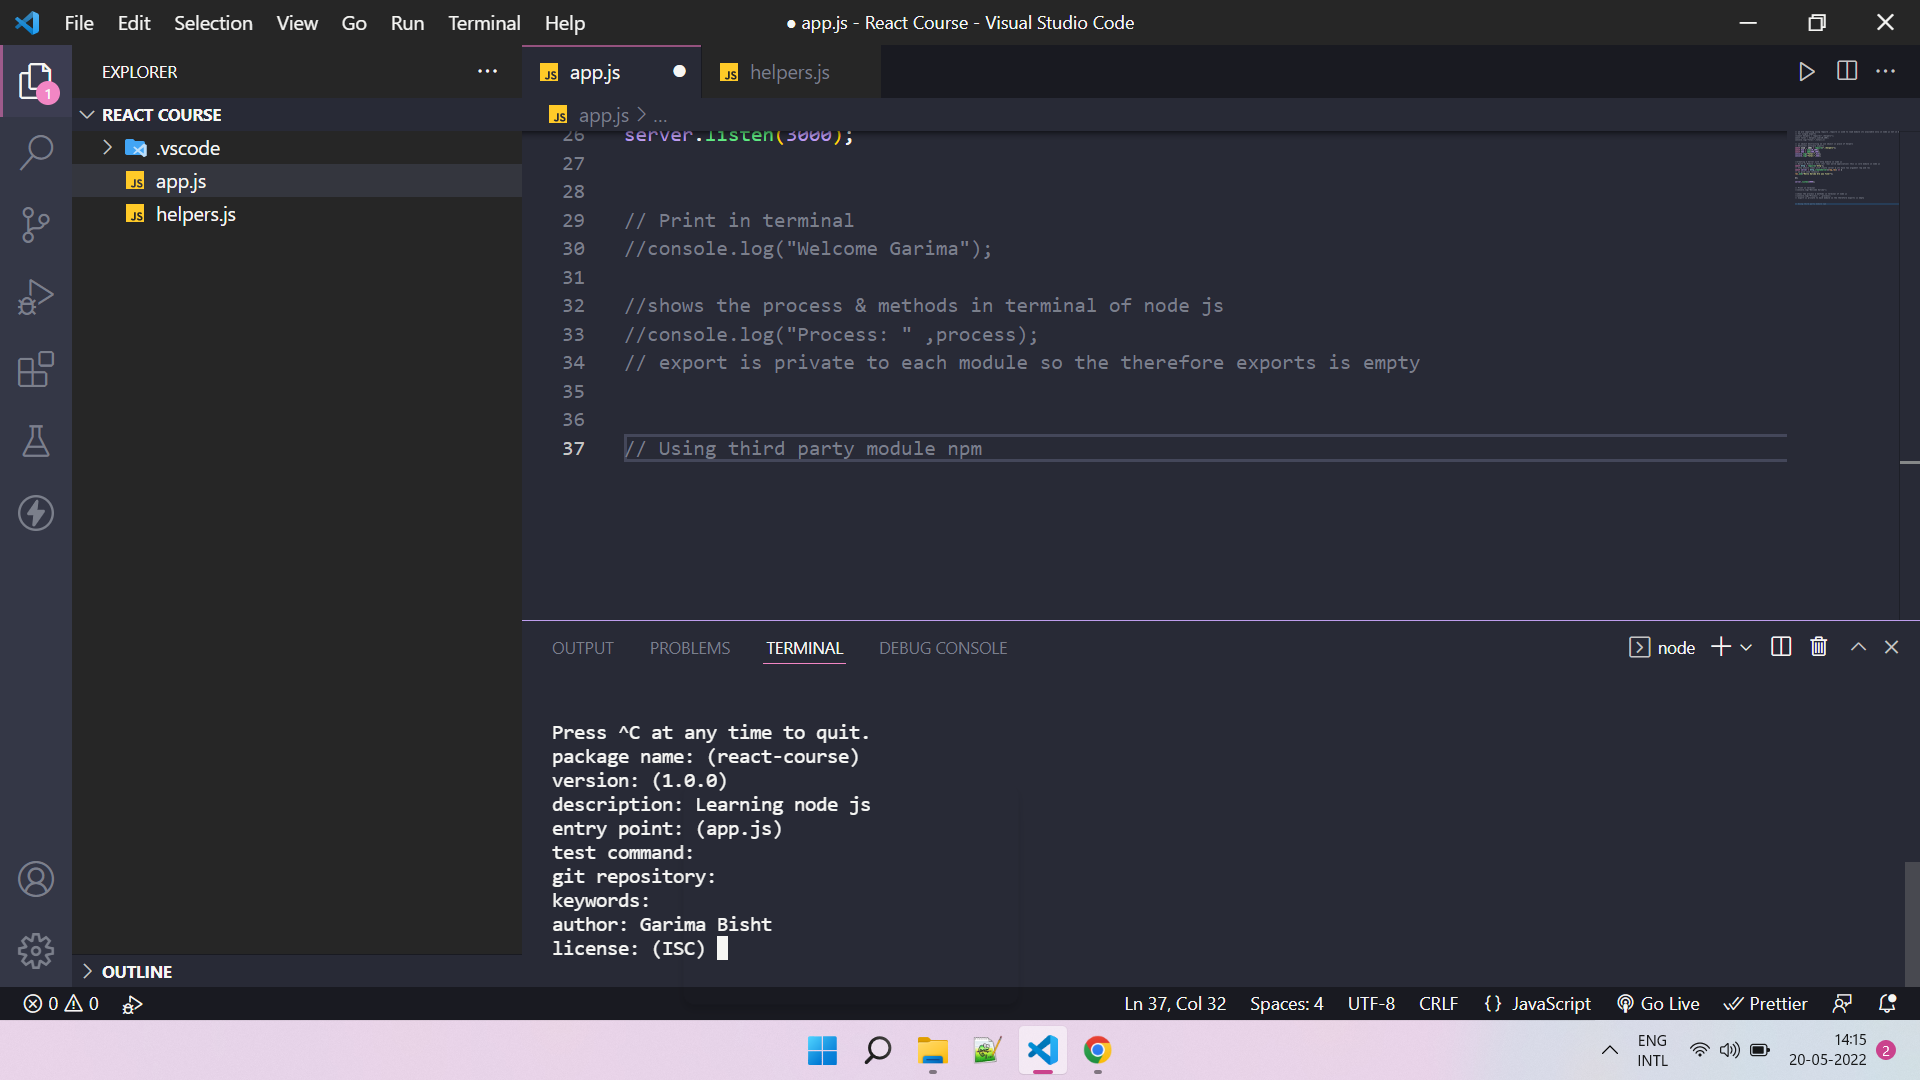 File Edit Selection View Go Run Terminal Help
● app.js - React Course - Visual Studio Code
EXPLORER
1
REACT COURSE
.vscode
JS app.js
JS helpers.js
OUTLINE
JS app.js
JS helpers.js
JS app.js > ...
26 server.listen(3000);
27
28
29 // Print in terminal
30 //console.log("Welcome Garima");
31
32 //shows the process & methods in terminal of node js
33 //console.log("Process: " ,process);
34 // export is private to each module so the therefore exports is empty
35
36
37 // Using third party module npm
OUTPUT PROBLEMS TERMINAL DEBUG CONSOLE
node
Press ^C at any time to quit.
package name: (react-course)
version: (1.0.0)
description: Learning node js
entry point: (app.js)
test command:
git repository:
keywords:
author: Garima Bisht
license: (ISC)
0 0
Ln 37, Col 32 Spaces: 4 UTF-8 CRLF {} JavaScript Go Live Prettier
ENG
INTL
14:15
20-05-2022
2